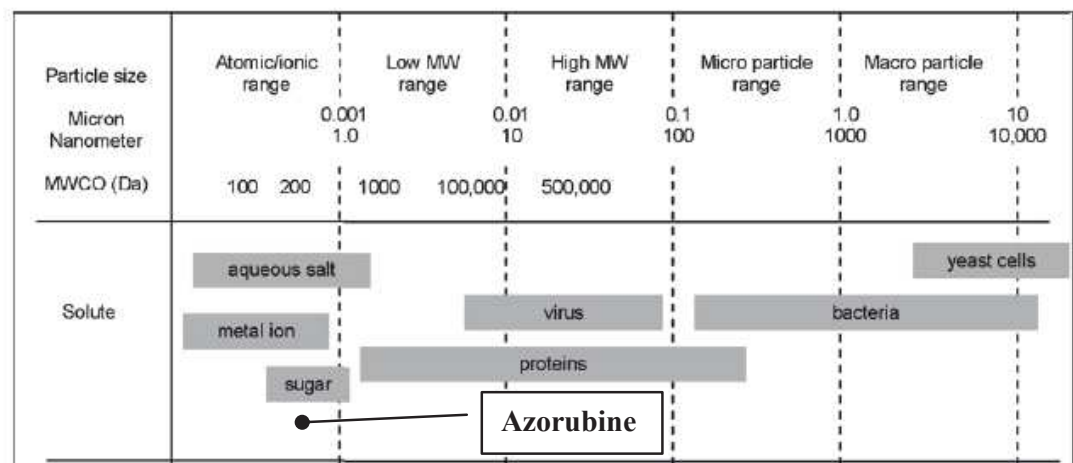 Particle size
Atomic/ionic
range
Low MW
range
High MW
range
Micro particle
range
Macro particle
range
Micron
0.001
0.01
0.1
1.0
10
Nanometer
1.0
10
100
1000
10,000
MWCO (Da)
100
200
1000
100,000
500,000
Solute
aqueous salt
yeast cells
virus
bacteria
metal ion
proteins
sugar
Azorubine